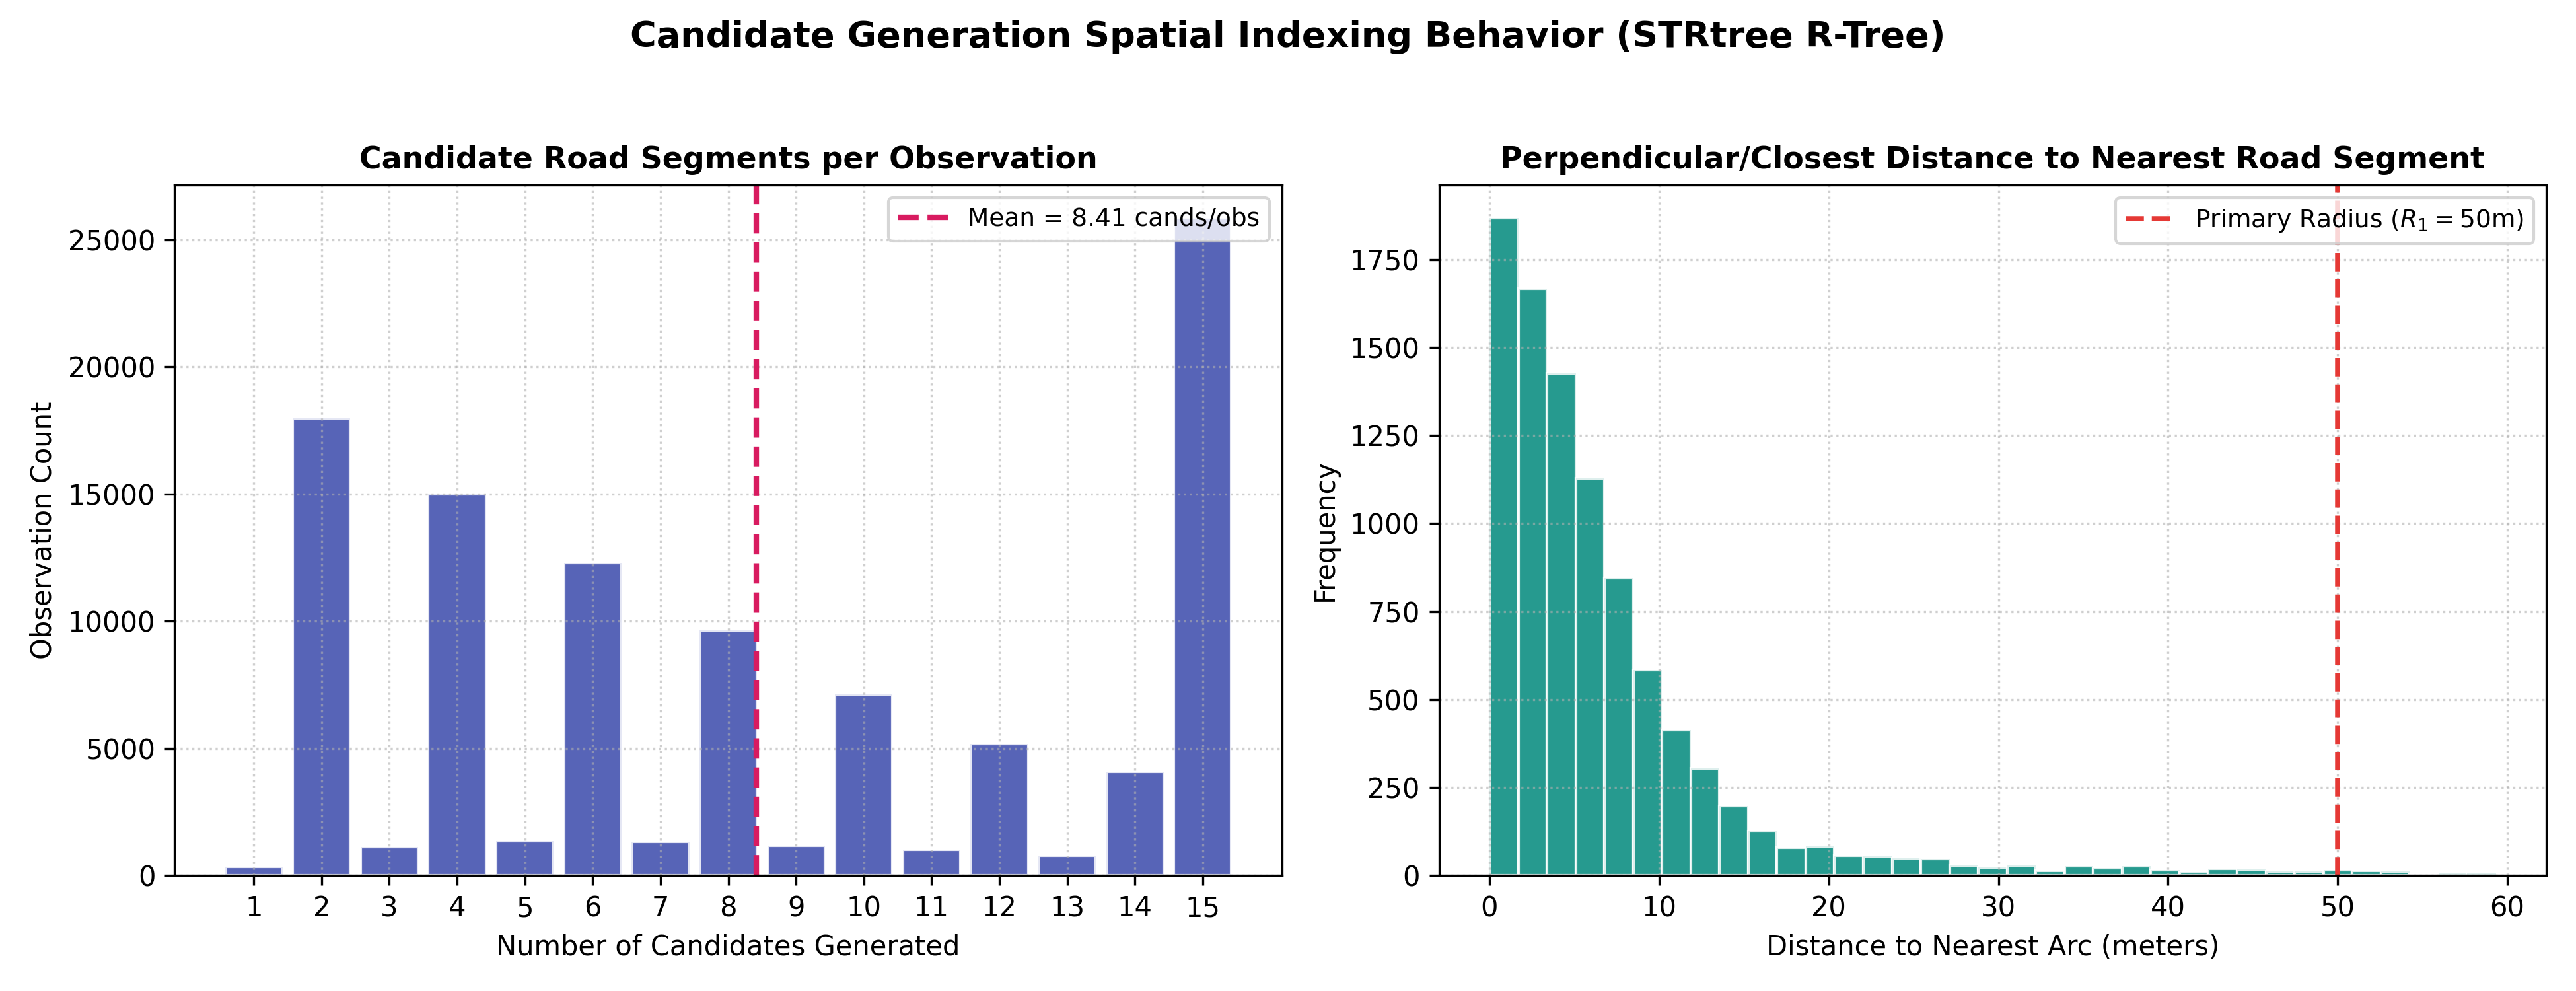 Candidate Generation Spatial Indexing Behavior (STRtree R-Tree)
Candidate Road Segments per Observation
Mean = 8.41 cands/obs
Observation Count
25000
20000
15000
10000
5000
0
1 2 3 4 5 6 7 8 9 10 11 12 13 14 15
Number of Candidates Generated
Perpendicular/Closest Distance to Nearest Road Segment
Primary Radius (R₁ = 50m)
Frequency
1750
1500
1250
1000
750
500
250
0
0 10 20 30 40 50 60
Distance to Nearest Arc (meters)